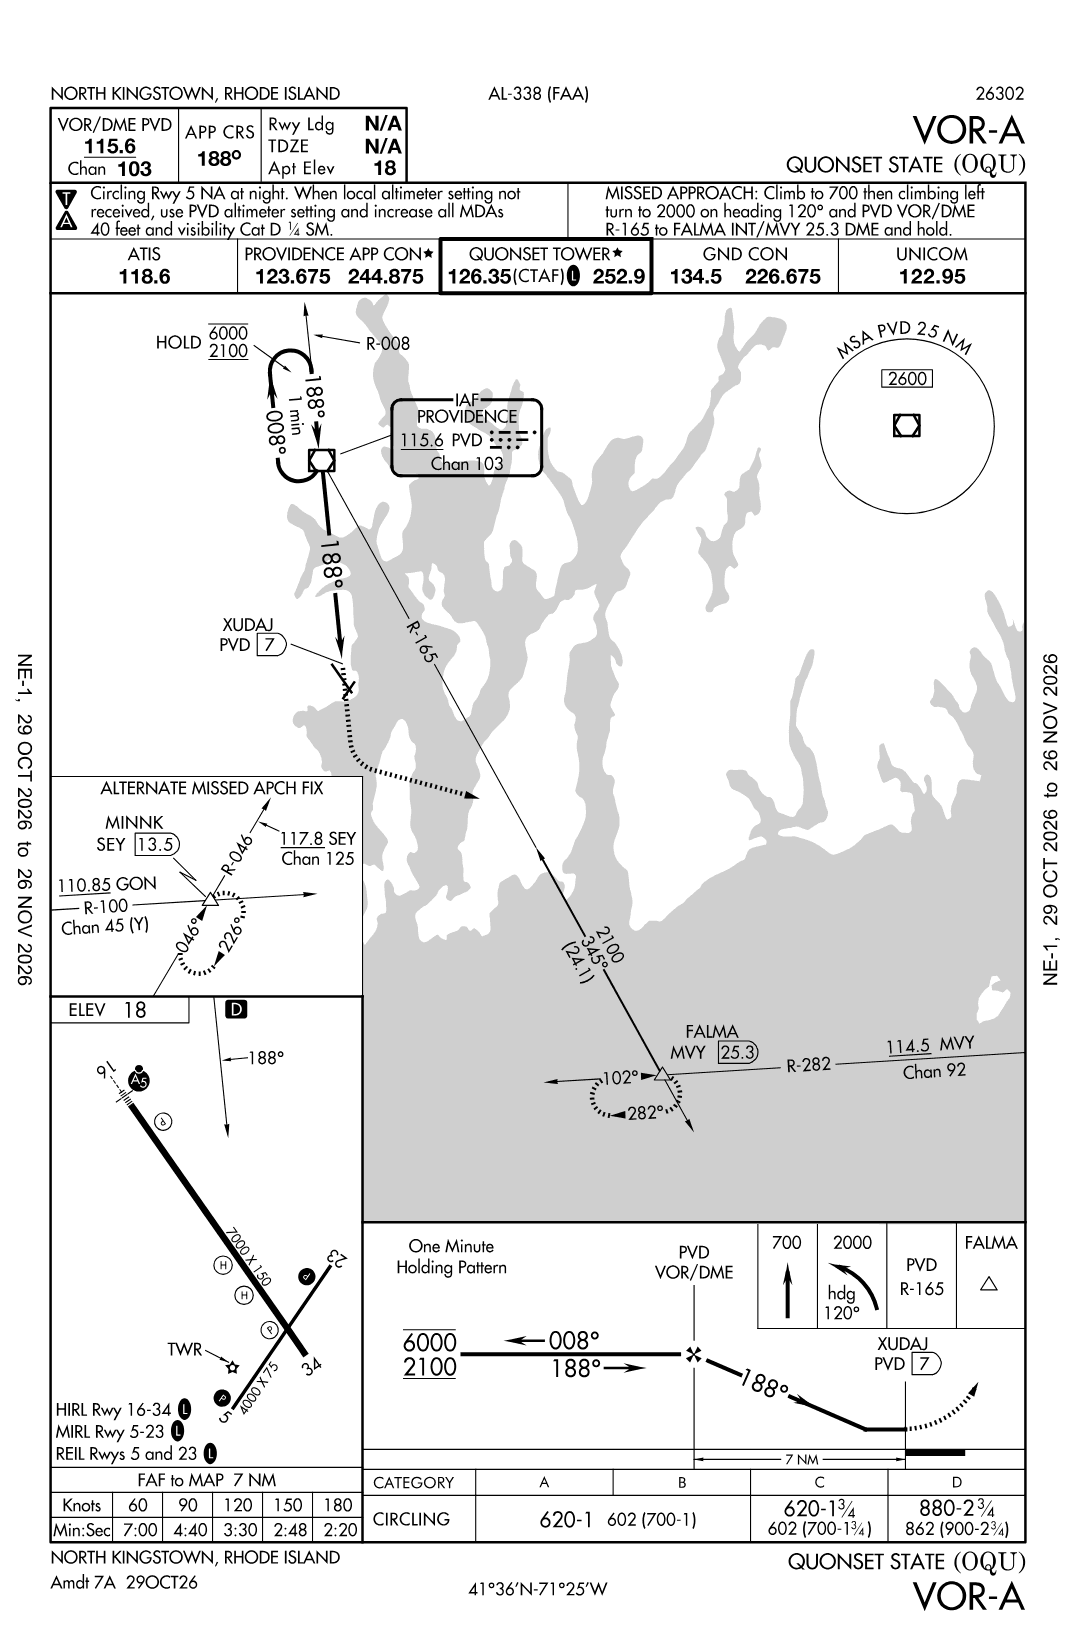 NORTH KINGSTOWN, RHODE ISLAND
AL-338 (FAA)
26302
VOR-A
QUONSET STATE (OQU)
VOR/DME PVD
115.6
Chan 103
APP CRS
188°
Rwy Ldg N/A
TDZE N/A
Apt Elev 18
T
A
Circling Rwy 5 NA at night. When local altimeter setting not
received, use PVD altimeter setting and increase all MDAs
40 feet and visibility Cat D ¼ SM.
MISSED APPROACH: Climb to 700 then climbing left
turn to 2000 on heading 120° and PVD VOR/DME
R-165 to FALMA INT/MVY 25.3 DME and hold.
ATIS
118.6
PROVIDENCE APP CON★
123.675 244.875
QUONSET TOWER★
126.35(CTAF) L 252.9
GND CON
134.5 226.675
UNICOM
122.95
HOLD 6000
2100
R-008
188°
1 min
008°
IAF
PROVIDENCE
115.6 PVD
Chan 103
MSA PVD 25 NM
2600
188°
XUDAJ
PVD 7
R-165
2100
345°
(24.1)
FALMA
MVY 25.3
114.5 MVY
R-282
Chan 92
102°
282°
ALTERNATE MISSED APCH FIX
MINNK
SEY 13.5
R-046
117.8 SEY
Chan 125
110.85 GON
R-100
Chan 45 (Y)
046°
226°
ELEV 18
D
188°
16
A5
P
7000 X 150
H
H
P
23
P
TWR
34
4000 X 75
P
5
HIRL Rwy 16-34 L
MIRL Rwy 5-23 L
REIL Rwys 5 and 23 L
FAF to MAP 7 NM
Knots 60 90 120 150 180
Min:Sec 7:00 4:40 3:30 2:48 2:20
One Minute
Holding Pattern
PVD
VOR/DME
6000
2100
008°
188°
188°
700
2000
hdg
120°
PVD
R-165
FALMA
XUDAJ
PVD 7
7 NM
CATEGORY A B C D
CIRCLING
620-1 602 (700-1)
620-1¾
602 (700-1¾)
880-2¾
862 (900-2¾)
NORTH KINGSTOWN, RHODE ISLAND
Amdt 7A 29OCT26
41°36'N-71°25'W
QUONSET STATE (OQU)
VOR-A
NE-1, 29 OCT 2026 to 26 NOV 2026
NE-1, 29 OCT 2026 to 26 NOV 2026